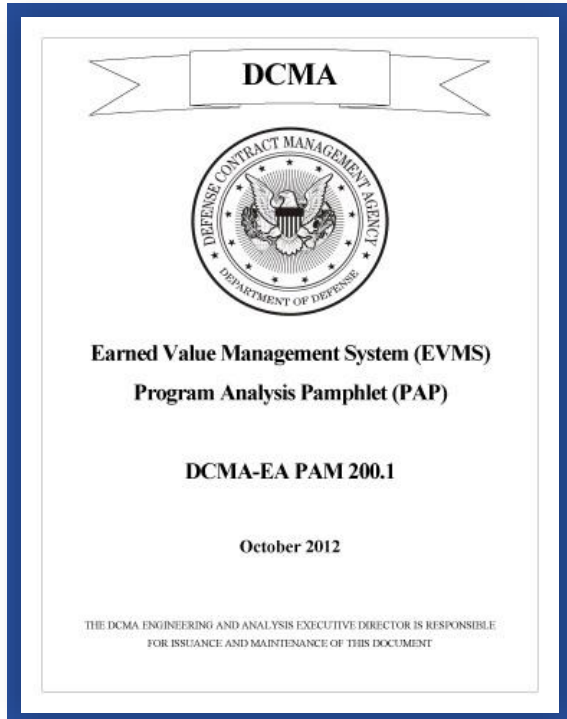 DCMA
DEFENSE CONTRACT MANAGEMENT AGENCY
DEPARTMENT OF DEFENSE
Earned Value Management System (EVMS)
Program Analysis Pamphlet (PAP)
DCMA-EA PAM 200.1
October 2012
THE DCMA ENGINEERING AND ANALYSIS EXECUTIVE DIRECTOR IS RESPONSIBLE
FOR ISSUANCE AND MAINTENANCE OF THIS DOCUMENT